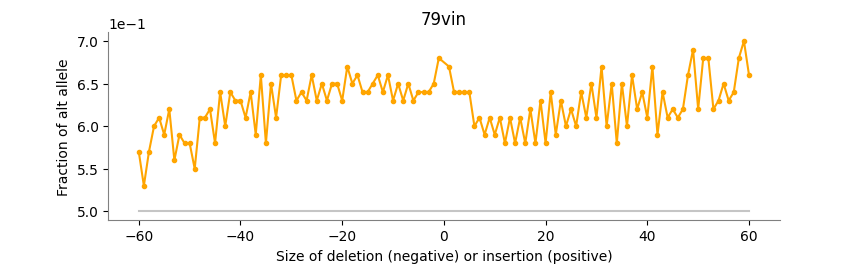 79vin
1e−1
7.0
6.5
6.0
5.5
5.0
Fraction of alt allele
−60 −40 −20 0 20 40 60
Size of deletion (negative) or insertion (positive)